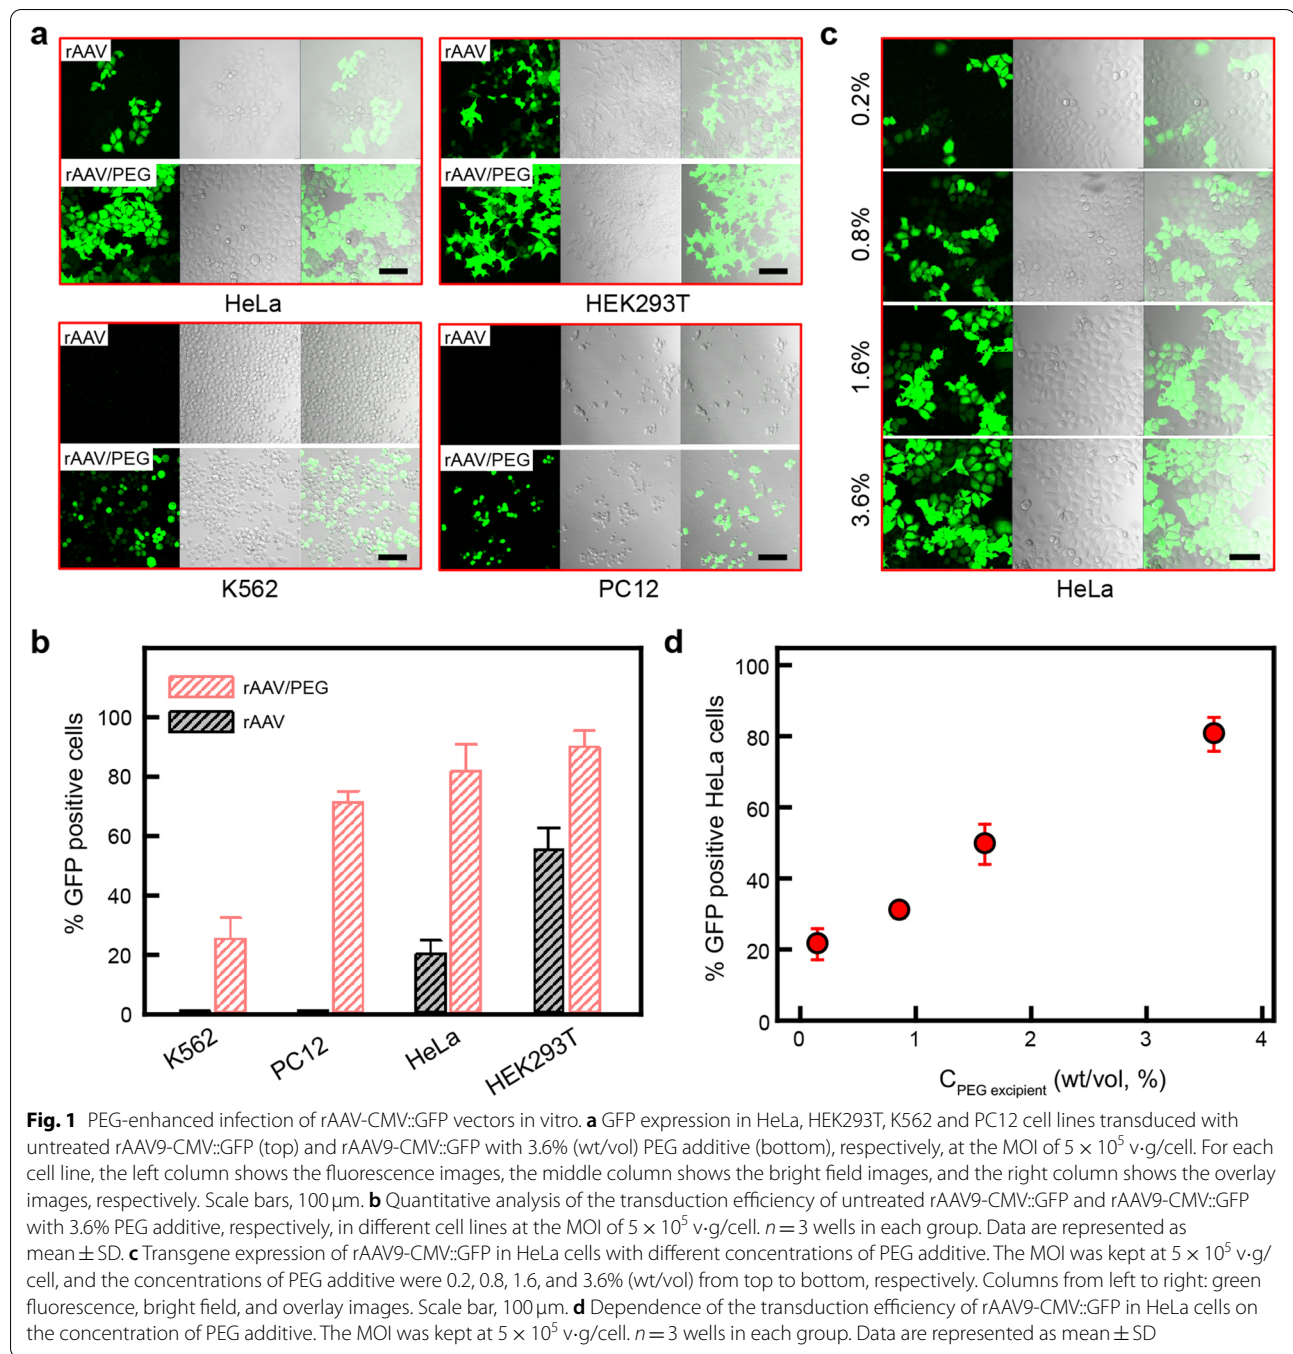 a
rAAV
rAAV/PEG
HeLa
rAAV
rAAV/PEG
HEK293T
rAAV
rAAV/PEG
K562
rAAV
rAAV/PEG
PC12
c
0.2%
0.8%
1.6%
3.6%
HeLa
b
% GFP positive cells
100
80
60
40
20
0
rAAV/PEG
rAAV
K562
PC12
HeLa
HEK293T
d
% GFP positive HeLa cells
100
80
60
40
20
0
0 1 2 3 4
C PEG excipient (wt/vol, %)
Fig. 1 PEG-enhanced infection of rAAV-CMV::GFP vectors in vitro. a GFP expression in HeLa, HEK293T, K562 and PC12 cell lines transduced with
untreated rAAV9-CMV::GFP (top) and rAAV9-CMV::GFP with 3.6% (wt/vol) PEG additive (bottom), respectively, at the MOI of 5 × 10⁵ v·g/cell. For each
cell line, the left column shows the fluorescence images, the middle column shows the bright field images, and the right column shows the overlay
images, respectively. Scale bars, 100 μm. b Quantitative analysis of the transduction efficiency of untreated rAAV9-CMV::GFP and rAAV9-CMV::GFP
with 3.6% PEG additive, respectively, in different cell lines at the MOI of 5 × 10⁵ v·g/cell. n = 3 wells in each group. Data are represented as
mean ± SD. c Transgene expression of rAAV9-CMV::GFP in HeLa cells with different concentrations of PEG additive. The MOI was kept at 5 × 10⁵ v·g/
cell, and the concentrations of PEG additive were 0.2, 0.8, 1.6, and 3.6% (wt/vol) from top to bottom, respectively. Columns from left to right: green
fluorescence, bright field, and overlay images. Scale bar, 100 μm. d Dependence of the transduction efficiency of rAAV9-CMV::GFP in HeLa cells on
the concentration of PEG additive. The MOI was kept at 5 × 10⁵ v·g/cell. n = 3 wells in each group. Data are represented as mean ± SD